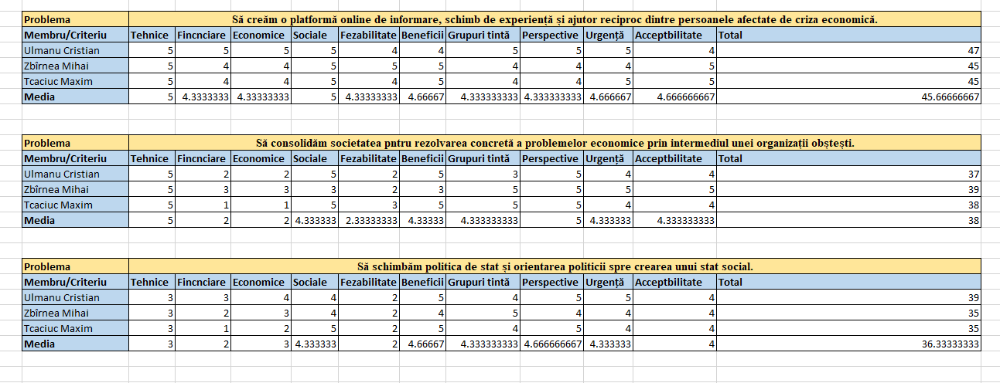 Problema Să creăm o platformă online de informare, schimb de experiență și ajutor reciproc dintre persoanele afectate de criza economică.
Membru/Criteriu Tehnice Fincnciare Economice Sociale Fezabilitate Beneficii Grupuri tintă Perspective Urgență Acceptbilitate Total
Ulmanu Cristian 5 5 5 5 4 4 5 5 5 4 47
Zbîrnea Mihai 5 4 4 5 5 5 4 4 4 5 45
Tcaciuc Maxim 5 4 4 5 4 5 4 4 5 5 45
Media 5 4.3333333 4.33333333 5 4.33333333 4.66667 4.333333333 4.333333333 4.666667 4.666666667 45.66666667
Problema Să consolidăm societatea pntru rezolvarea concretă a problemelor economice prin intermediul unei organizații obștești.
Membru/Criteriu Tehnice Fincnciare Economice Sociale Fezabilitate Beneficii Grupuri tintă Perspective Urgență Acceptbilitate Total
Ulmanu Cristian 5 2 2 5 2 5 3 5 4 4 37
Zbîrnea Mihai 5 3 3 3 2 3 5 5 5 5 39
Tcaciuc Maxim 5 1 1 5 3 5 5 5 4 4 38
Media 5 2 2 4.333333 2.33333333 4.33333 4.333333333 5 4.333333 4.333333333 38
Problema Să schimbăm politica de stat și orientarea politicii spre crearea unui stat social.
Membru/Criteriu Tehnice Fincnciare Economice Sociale Fezabilitate Beneficii Grupuri tintă Perspective Urgență Acceptbilitate Total
Ulmanu Cristian 3 3 4 4 2 5 4 5 5 4 39
Zbîrnea Mihai 3 2 3 4 2 4 5 4 4 4 35
Tcaciuc Maxim 3 1 2 5 2 5 4 5 4 4 35
Media 3 2 3 4.333333 2 4.66667 4.333333333 4.666666667 4.333333 4 36.33333333